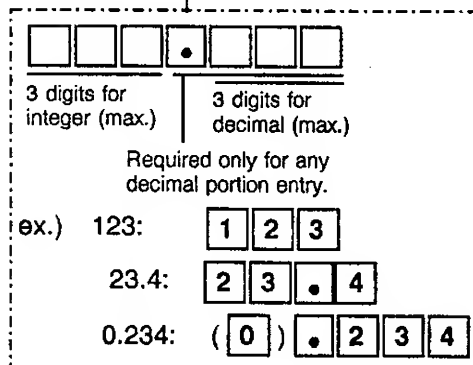 .
3 digits for 3 digits for
integer (max.) decimal (max.)
Required only for any
decimal portion entry.
ex.) 123: 1 2 3
23.4: 2 3 . 4
0.234: ( 0 ) . 2 3 4